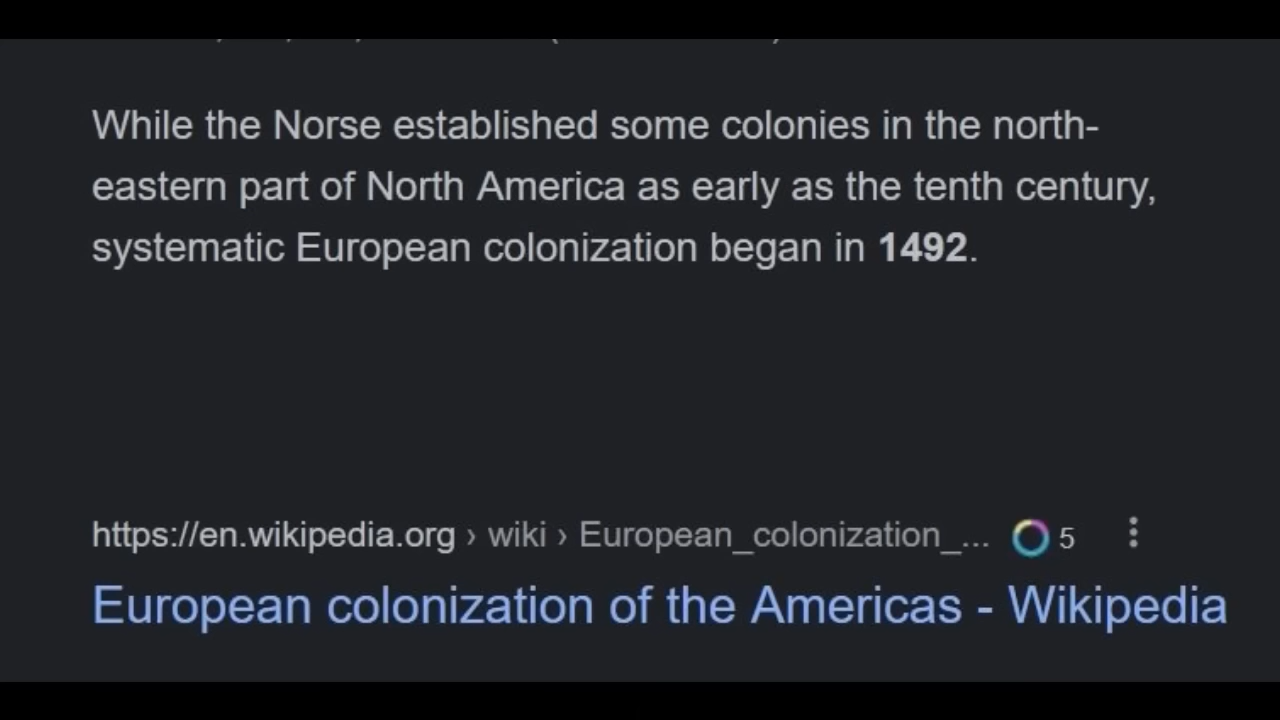 While the Norse established some colonies in the north-
eastern part of North America as early as the tenth century,
systematic European colonization began in 1492.
https://en.wikipedia.org › wiki › European_colonization_... 5
European colonization of the Americas - Wikipedia